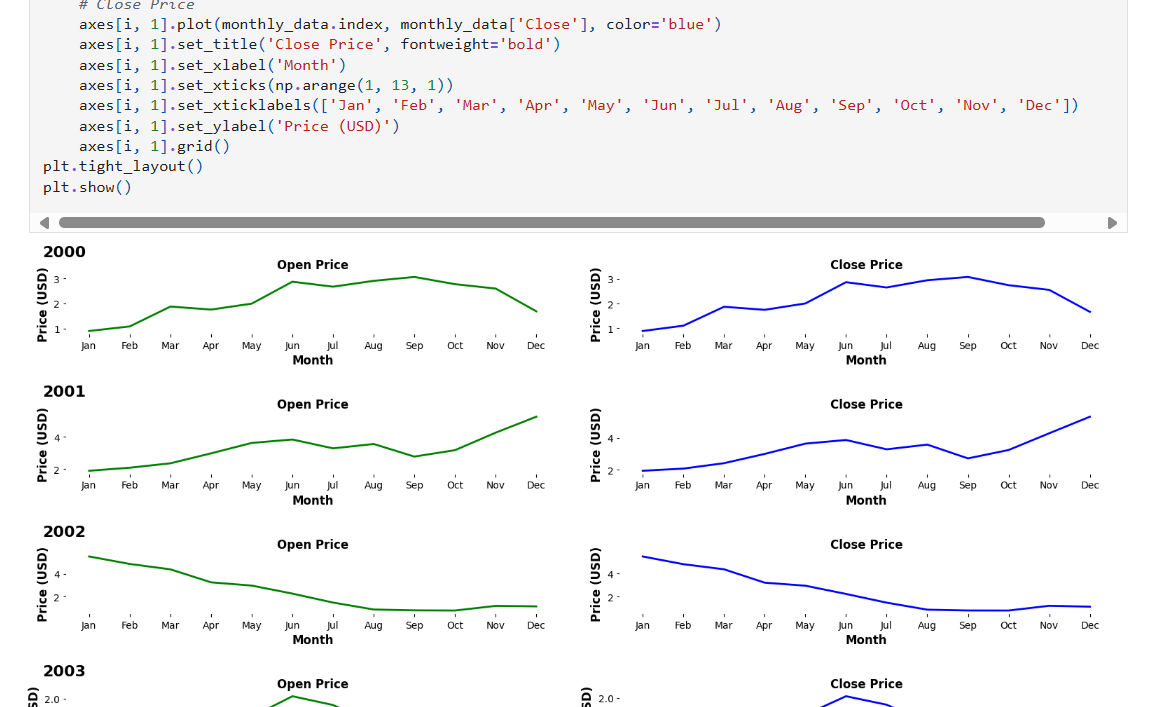 # Close Price
axes[i, 1].plot(monthly_data.index, monthly_data['Close'], color='blue')
axes[i, 1].set_title('Close Price', fontweight='bold')
axes[i, 1].set_xlabel('Month')
axes[i, 1].set_xticks(np.arange(1, 13, 1))
axes[i, 1].set_xticklabels(['Jan', 'Feb', 'Mar', 'Apr', 'May', 'Jun', 'Jul', 'Aug', 'Sep', 'Oct', 'Nov', 'Dec'])
axes[i, 1].set_ylabel('Price (USD)')
axes[i, 1].grid()
plt.tight_layout()
plt.show()
2000
Open Price
Price (USD)
3
2
1
Jan Feb Mar Apr May Jun Jul Aug Sep Oct Nov Dec
Month
Close Price
Price (USD)
3
2
1
Jan Feb Mar Apr May Jun Jul Aug Sep Oct Nov Dec
Month
2001
Open Price
Price (USD)
4
2
Jan Feb Mar Apr May Jun Jul Aug Sep Oct Nov Dec
Month
Close Price
Price (USD)
4
2
Jan Feb Mar Apr May Jun Jul Aug Sep Oct Nov Dec
Month
2002
Open Price
Price (USD)
4
2
Jan Feb Mar Apr May Jun Jul Aug Sep Oct Nov Dec
Month
Close Price
Price (USD)
4
2
Jan Feb Mar Apr May Jun Jul Aug Sep Oct Nov Dec
Month
2003
Open Price
SD)
2.0
Close Price
SD)
2.0